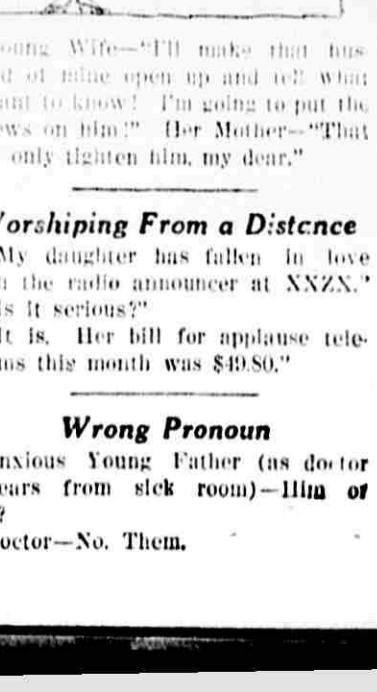 oung Wife—"I'll make that hus-
d of mine open up and tell what
ant to know! I'm going to put the
ews on him!" Her Mother—"That
only tighten him, my dear."
orshiping From a Distance
My daughter has fallen in love
h the radio announcer at XXZX."
s it serious?"
It is. Her bill for applause tele-
ms this month was $49.80."
Wrong Pronoun
nxious Young Father (as doctor
ears from sick room)—Him or
?
octor—No. Them.